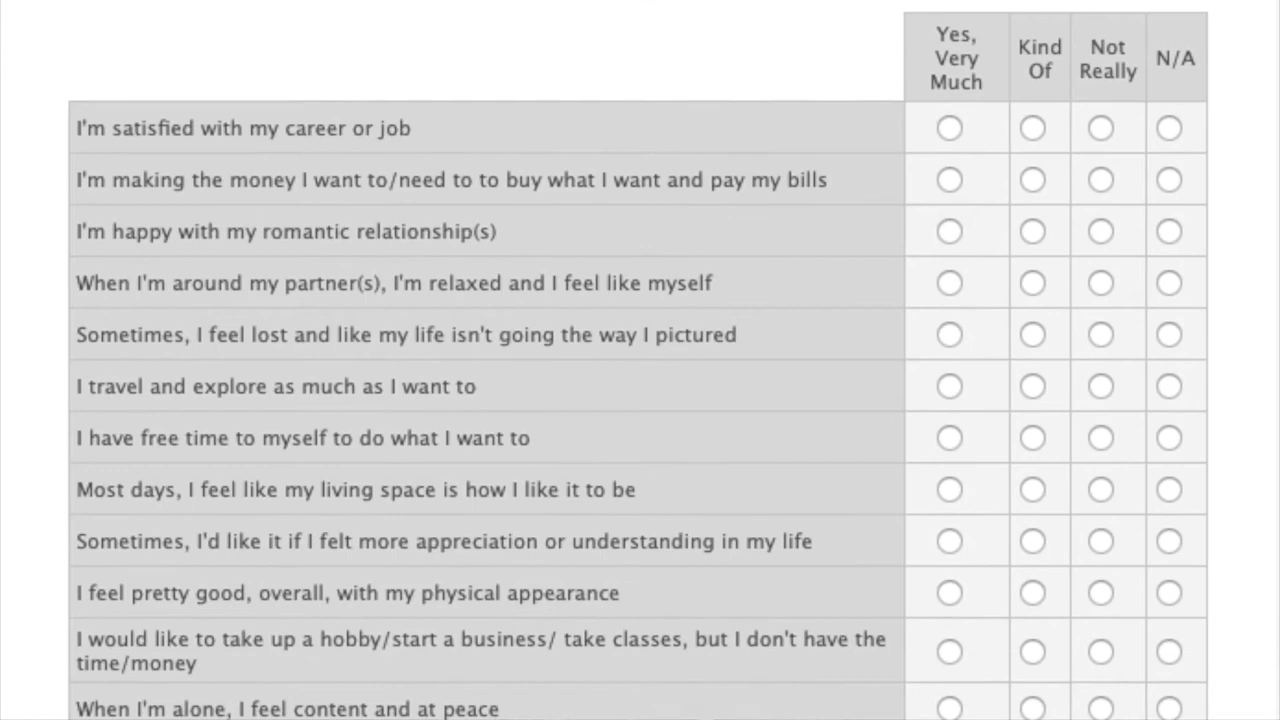 Yes,
Very
Much
Kind
Of
Not
Really
N/A
I'm satisfied with my career or job
I'm making the money I want to/need to to buy what I want and pay my bills
I'm happy with my romantic relationship(s)
When I'm around my partner(s), I'm relaxed and I feel like myself
Sometimes, I feel lost and like my life isn't going the way I pictured
I travel and explore as much as I want to
I have free time to myself to do what I want to
Most days, I feel like my living space is how I like it to be
Sometimes, I'd like it if I felt more appreciation or understanding in my life
I feel pretty good, overall, with my physical appearance
I would like to take up a hobby/start a business/ take classes, but I don't have the
time/money
When I'm alone, I feel content and at peace